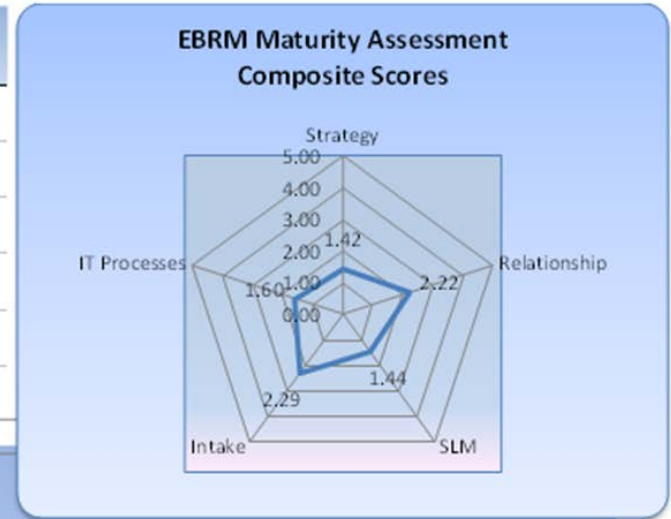 EBRM Maturity Assessment
Composite Scores
Strategy
5.00
4.00
3.00
1.42
2.00
IT Processes
Relationship
1.60
1.00
2.22
0.00
1.44
2.29
Intake
SLM